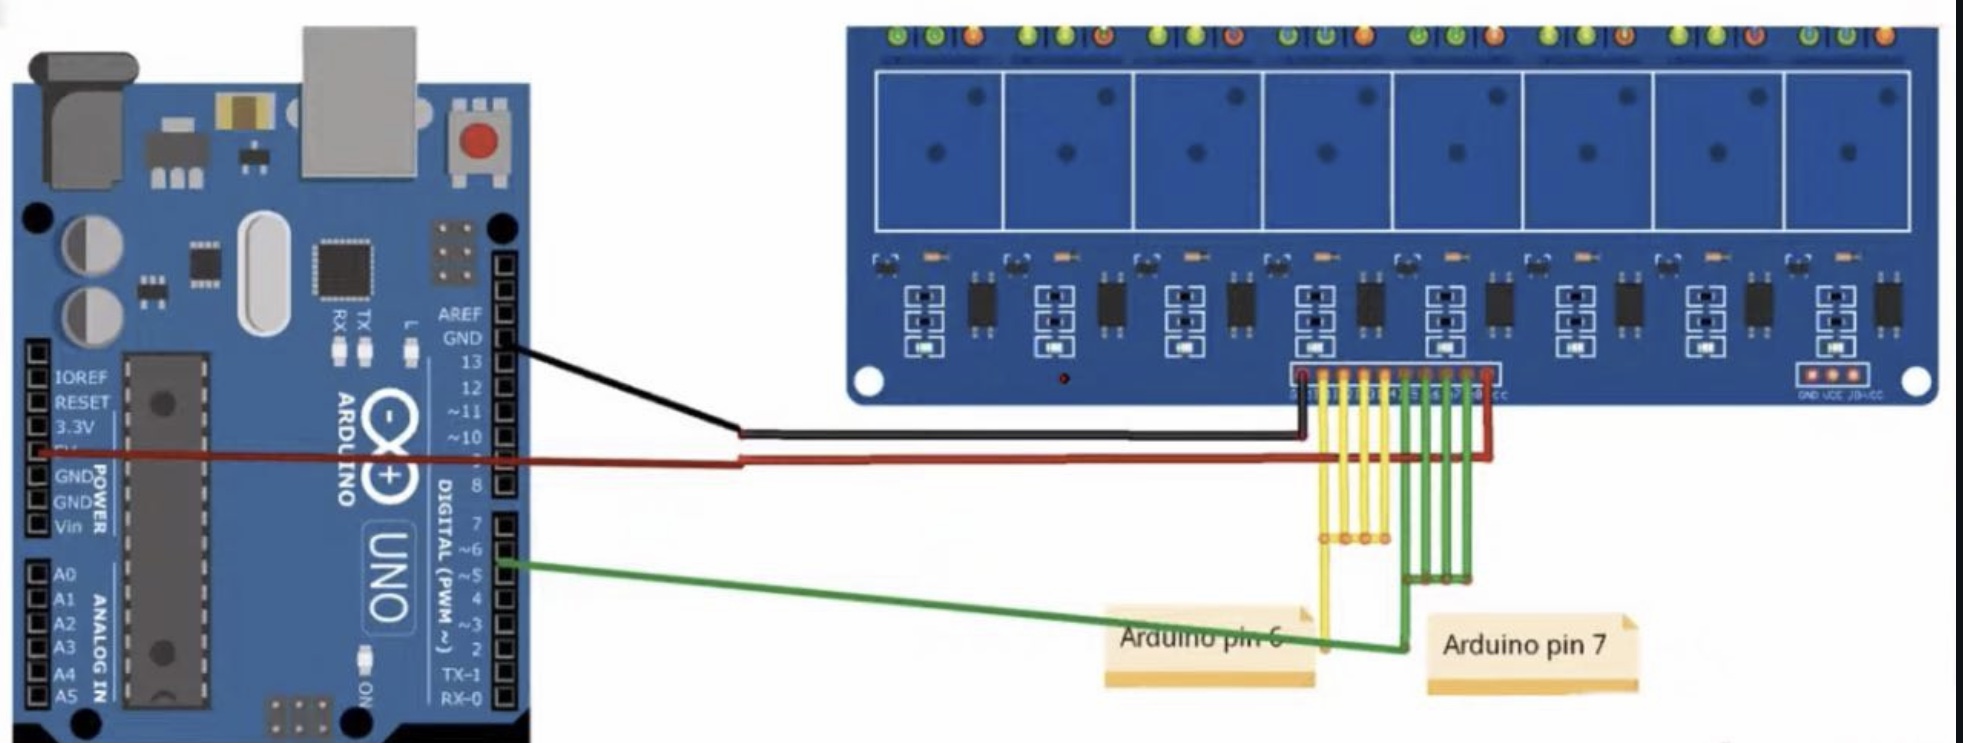 AREF
GND
13
12
~11
~10
8
7
~6
~5
4
~3
2
TX→1
RX←0
RX
TX
L
IOREF
RESET
3.3V
5V
GND
GND
Vin
POWER
A0
A1
A2
A3
A4
A5
ANALOG IN
ARDUINO
UNO
DIGITAL (PWM ~)
ON
GND VCC JD-VCC
Arduino pin 6
Arduino pin 7